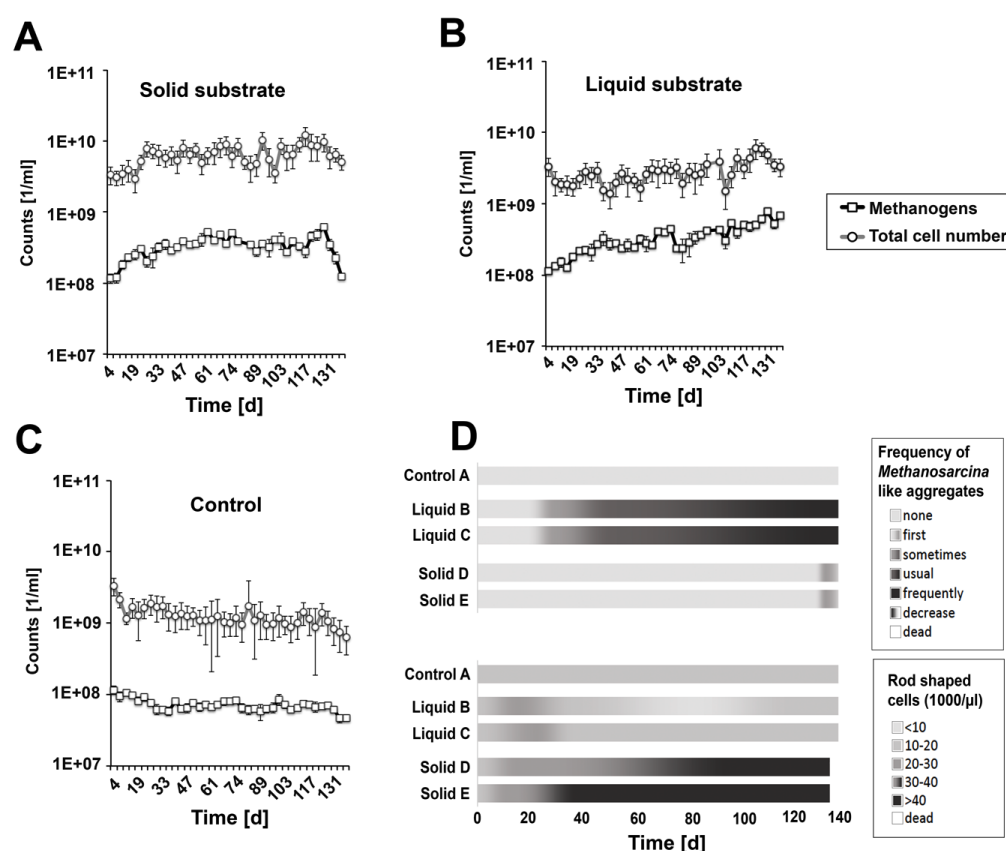 A
Solid substrate
Counts [1/ml]
1E+11
1E+10
1E+09
1E+08
1E+07
4 19 33 47 61 74 89 103 117 131
Time [d]
B
Liquid substrate
Counts [1/ml]
1E+11
1E+10
1E+09
1E+08
1E+07
4 19 33 47 61 74 89 103 117 131
Time [d]
Methanogens
Total cell number
C
Control
Counts [1/ml]
1E+11
1E+10
1E+09
1E+08
1E+07
4 19 33 47 61 74 89 103 117 131
Time [d]
D
Control A
Liquid B
Liquid C
Solid D
Solid E
Control A
Liquid B
Liquid C
Solid D
Solid E
0 20 40 60 80 100 120 140
Time [d]
Frequency of
Methanosarcina
like aggregates
none
first
sometimes
usual
frequently
decrease
dead
Rod shaped
cells (1000/µl)
<10
10-20
20-30
30-40
>40
dead